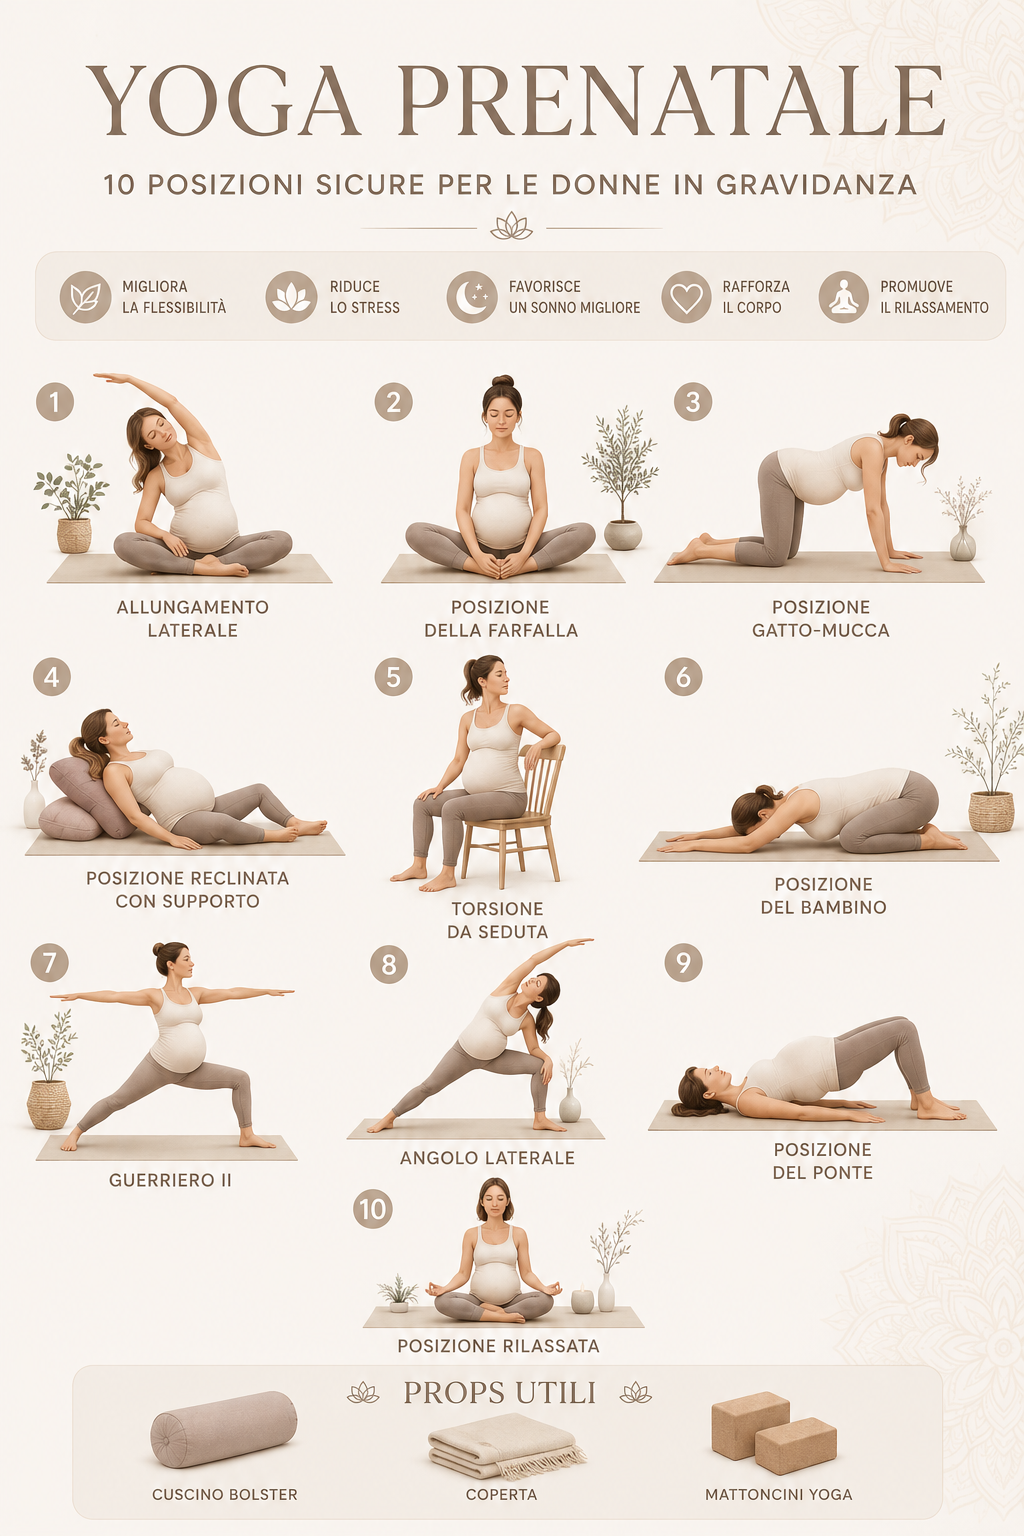 YOGA PRENATALE
10 POSIZIONI SICURE PER LE DONNE IN GRAVIDANZA
MIGLIORA
LA FLESSIBILITÀ
RIDUCE
LO STRESS
FAVORISCE
UN SONNO MIGLIORE
RAFFORZA
IL CORPO
PROMUOVE
IL RILASSAMENTO
1
ALLUNGAMENTO
LATERALE
2
POSIZIONE
DELLA FARFALLA
3
POSIZIONE
GATTO-MUCCA
4
POSIZIONE RECLINATA
CON SUPPORTO
5
TORSIONE
DA SEDUTA
6
POSIZIONE
DEL BAMBINO
7
GUERRIERO II
8
ANGOLO LATERALE
9
POSIZIONE
DEL PONTE
10
POSIZIONE RILASSATA
PROPS UTILI
CUSCINO BOLSTER
COPERTA
MATTONCINI YOGA